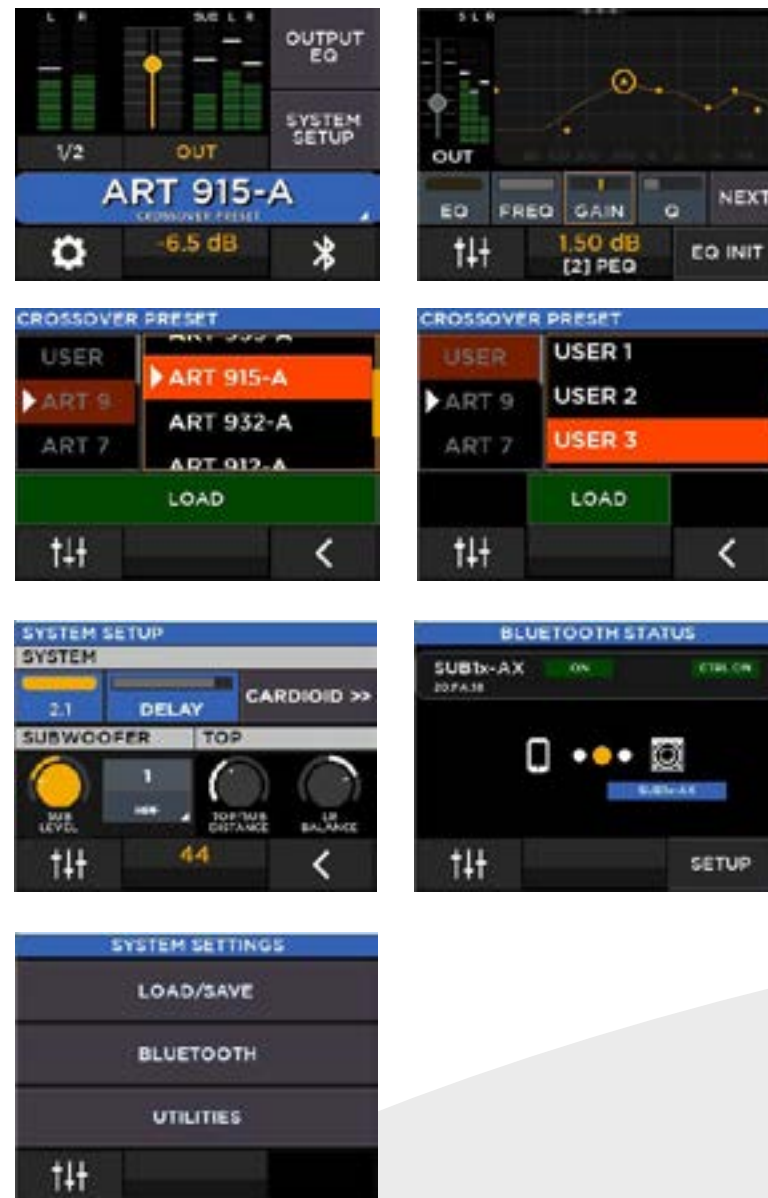 L R
SUB L R
OUTPUT
EQ
SYSTEM
SETUP
1/2
OUT
ART 915-A
CROSSOVER PRESET
-6.5 dB
S L R
OUT
EQ
FREQ
GAIN
Q
NEXT
1.50 dB
[2] PEQ
EQ INIT
CROSSOVER PRESET
USER
ART 9
ART 7
ART 915-A
ART 932-A
ART 912-A
LOAD
CROSSOVER PRESET
USER
ART 9
ART 7
USER 1
USER 2
USER 3
LOAD
SYSTEM SETUP
SYSTEM
2.1
DELAY
CARDIOID >>
SUBWOOFER
TOP
SUB
LEVEL
1
TOP/SUB
DISTANCE
LR
BALANCE
44
BLUETOOTH STATUS
SUB1x-AX
ON
CTRL ON
SUB1x-AX
SETUP
SYSTEM SETTINGS
LOAD/SAVE
BLUETOOTH
UTILITIES